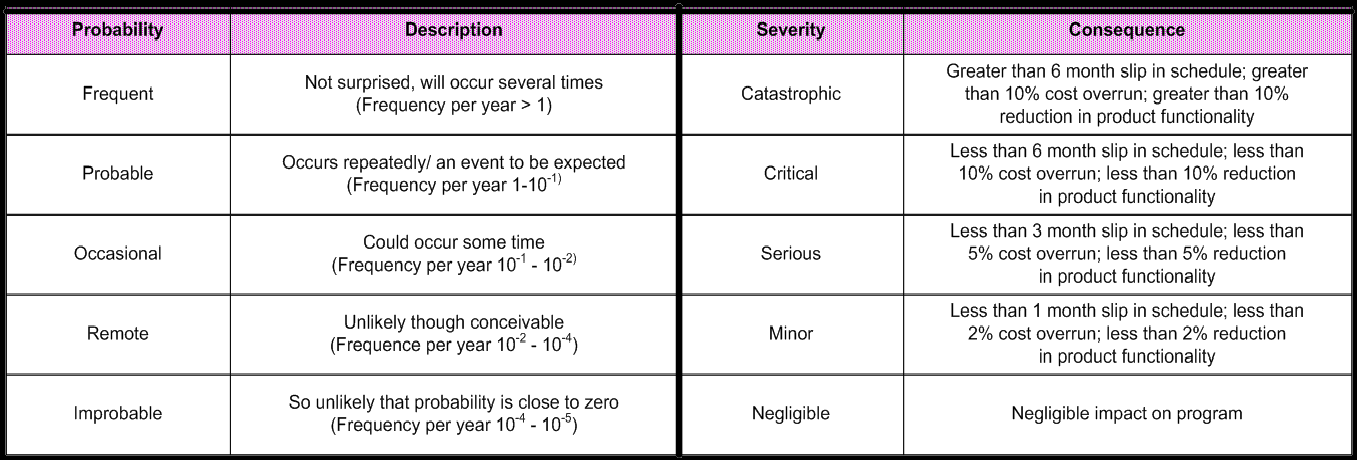 Probability
Description
Severity
Consequence
Frequent
Not surprised, will occur several times
(Frequency per year > 1)
Catastrophic
Greater than 6 month slip in schedule; greater
than 10% cost overrun; greater than 10%
reduction in product functionality
Probable
Occurs repeatedly/ an event to be expected
(Frequency per year 1-10⁻¹⁾
Critical
Less than 6 month slip in schedule; less than
10% cost overrun; less than 10% reduction
in product functionality
Occasional
Could occur some time
(Frequency per year 10⁻¹ - 10⁻²⁾
Serious
Less than 3 month slip in schedule; less than
5% cost overrun; less than 5% reduction
in product functionality
Remote
Unlikely though conceivable
(Frequence per year 10⁻² - 10⁻⁴)
Minor
Less than 1 month slip in schedule; less than
2% cost overrun; less than 2% reduction
in product functionality
Improbable
So unlikely that probability is close to zero
(Frequency per year 10⁻⁴ - 10⁻⁵)
Negligible
Negligible impact on program